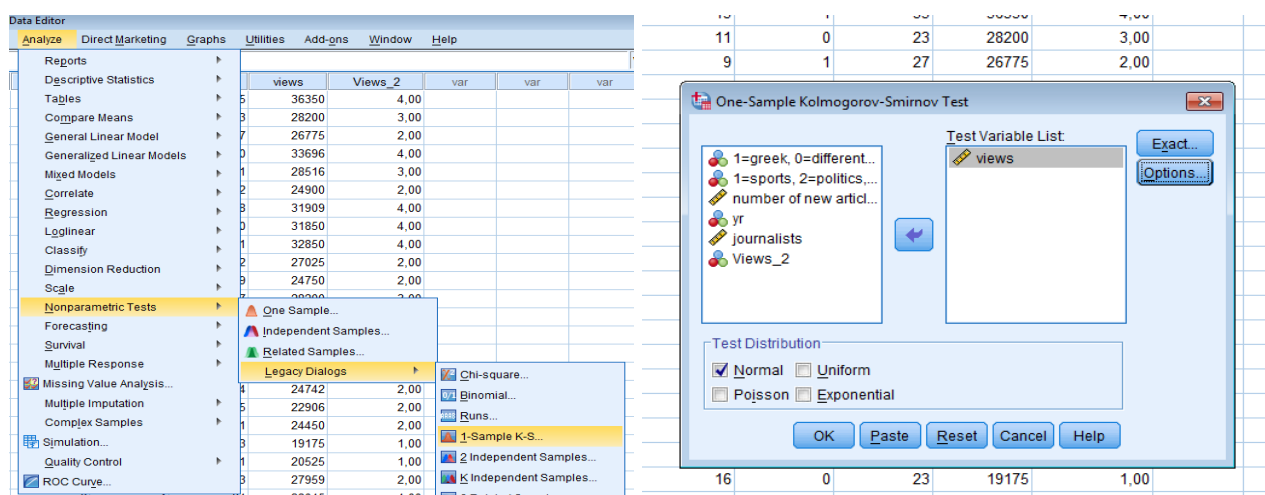 Data Editor
Analyze Direct Marketing Graphs Utilities Add-ons Window Help
Reports
Descriptive Statistics
Tables
Compare Means
General Linear Model
Generalized Linear Models
Mixed Models
Correlate
Regression
Loglinear
Classify
Dimension Reduction
Scale
Nonparametric Tests
Forecasting
Survival
Multiple Response
Missing Value Analysis...
Multiple Imputation
Complex Samples
Simulation...
Quality Control
ROC Curve...
views Views_2 var var var
36350 4,00
28200 3,00
26775 2,00
33696 4,00
28516 3,00
24900 2,00
31909 4,00
31850 4,00
32850 4,00
27025 2,00
24750 2,00
One Sample...
Independent Samples...
Related Samples...
Legacy Dialogs
24742 2,00
22906 2,00
24450 2,00
19175 1,00
20525 1,00
27959 2,00
Chi-square...
Binomial...
Runs...
1-Sample K-S...
2 Independent Samples...
K Independent Samples...
11 0 23 28200 3,00
9 1 27 26775 2,00
One-Sample Kolmogorov-Smirnov Test
Test Variable List:
1=greek, 0=different...
1=sports, 2=politics,...
number of new articl...
yr
journalists
Views_2
views
Exact...
Options...
Test Distribution
Normal Uniform
Poisson Exponential
OK Paste Reset Cancel Help
16 0 23 19175 1,00